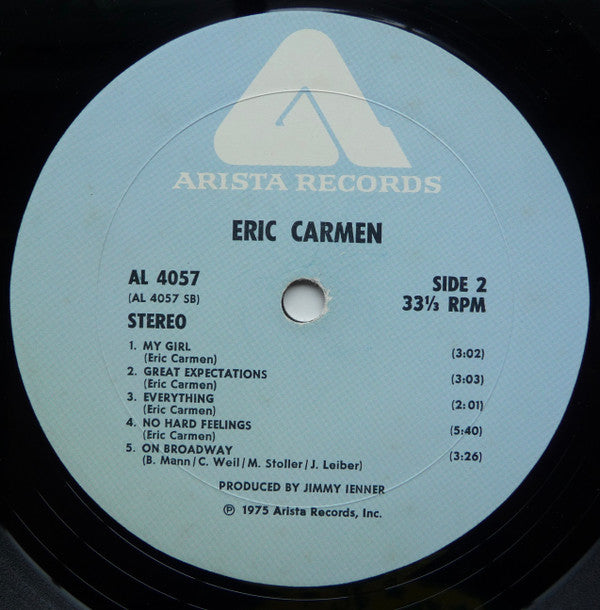 ARISTA RECORDS
ERIC CARMEN
AL 4057
(AL 4057 SB)
STEREO
SIDE 2
33⅓ RPM
1. MY GIRL (3:02)
(Eric Carmen)
2. GREAT EXPECTATIONS (3:03)
(Eric Carmen)
3. EVERYTHING (2:01)
(Eric Carmen)
4. NO HARD FEELINGS (5:40)
(Eric Carmen)
5. ON BROADWAY (3:26)
(B. Mann/C. Weil/M. Stoller/J. Leiber)
PRODUCED BY JIMMY IENNER
℗ 1975 Arista Records, Inc.